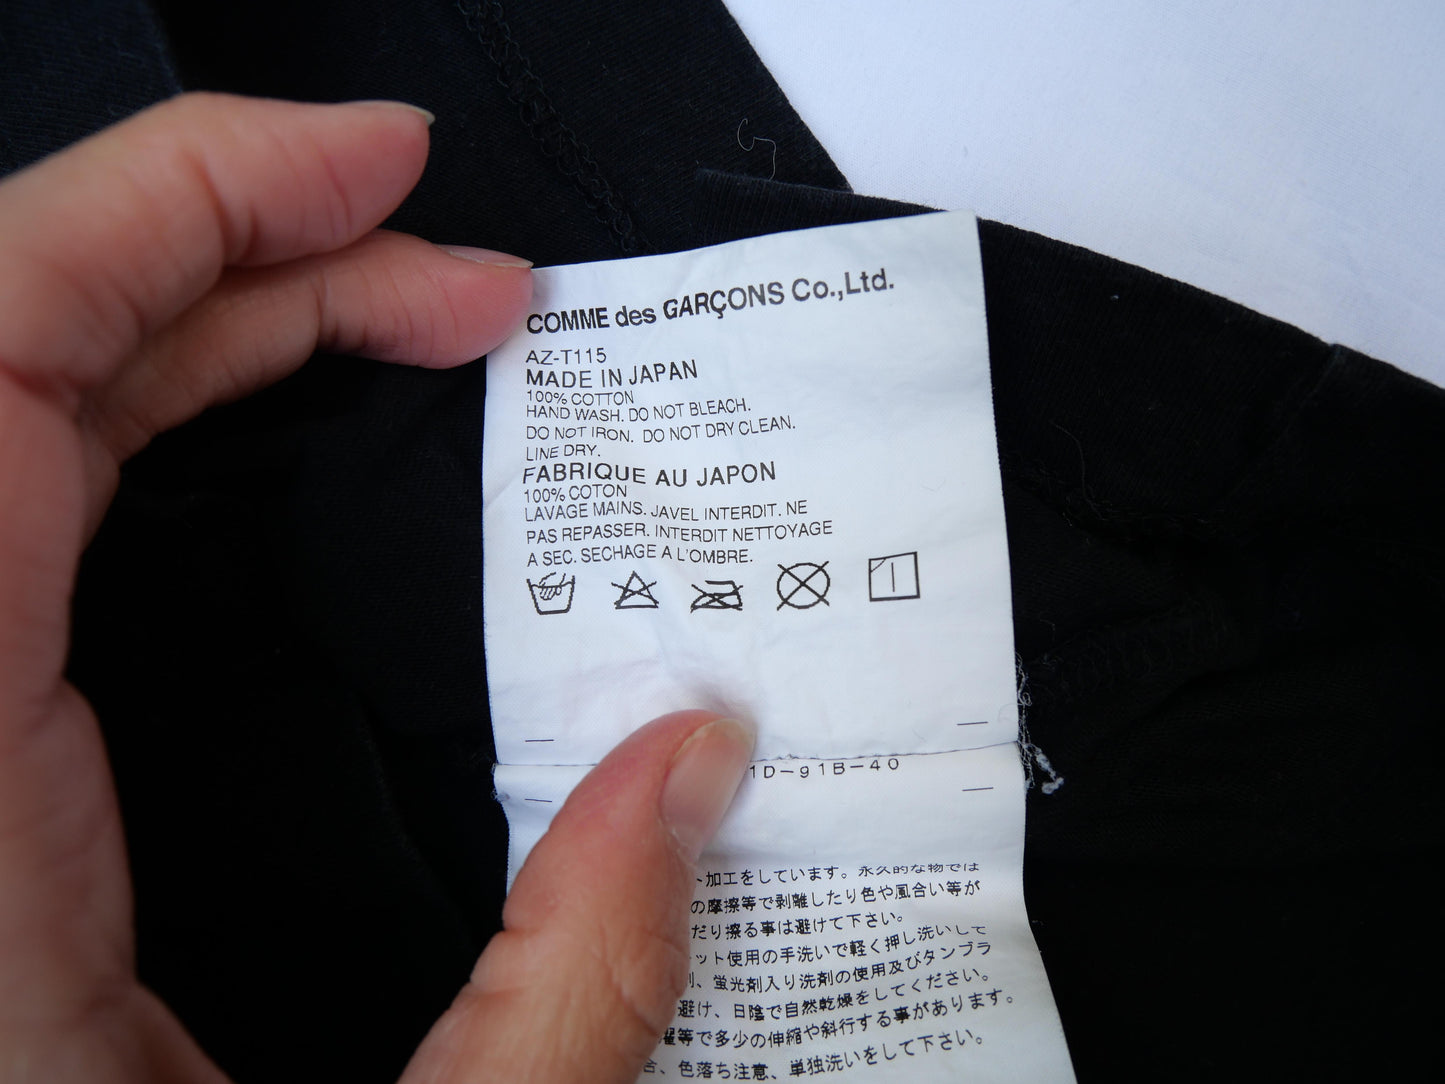 COMME des GARÇONS Co.,Ltd.
AZ-T115
MADE IN JAPAN
100% COTTON
HAND WASH. DO NOT BLEACH.
DO NOT IRON. DO NOT DRY CLEAN.
LINE DRY.
FABRIQUE AU JAPON
100% COTON
LAVAGE MAINS. JAVEL INTERDIT. NE
PAS REPASSER. INTERDIT NETTOYAGE
A SEC. SECHAGE A L'OMBRE.
1D-91B-40
加工をしています。永久的な物では
の摩擦等で剥離したり色や風合い等が
だり擦る事は避けて下さい。
ット使用の手洗いで軽く押し洗いして
、蛍光剤入り洗剤の使用及びタンブラ
避け、日陰で自然乾燥をしてください。
濯等で多少の伸縮や斜行する事があります。
合、色落ち注意、単独洗いをして下さい。